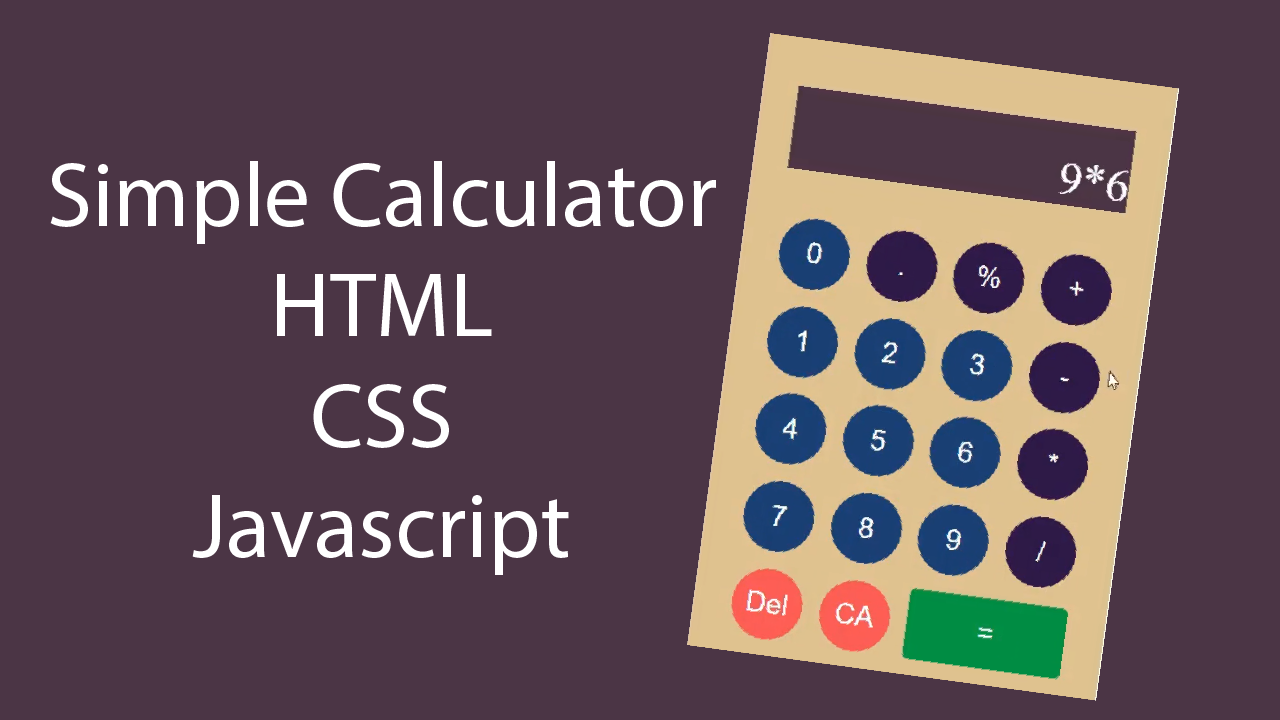 Simple Calculator
HTML
CSS
Javascript
9*6
0 . % +
1 2 3 -
4 5 6 *
7 8 9 /
Del CA =